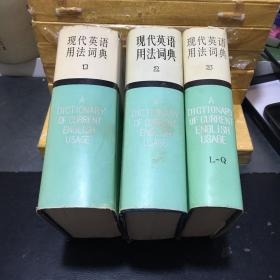 现代英语
用法词典
A
DICTIONARY
OF CURRENT
ENGLISH
USAGE
现代英语
用法词典
2
A
DICTIONARY
OF CURRENT
ENGLISH
USAGE
现代英语
用法词典
3
A
DICTIONARY
OF CURRENT
ENGLISH
USAGE
L-Q